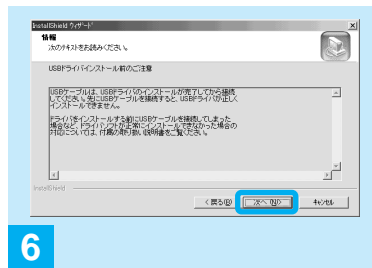 InstallShield ウィザード
情報
次のテキストをお読みください。
USBドライバインストール前のご注意
USBケーブルは、USBドライバのインストールが完了してから接続
してください。先にUSBケーブルを接続すると、USBドライバが正しく
インストールできません。
ドライバをインストールする前にUSBケーブルを接続してしまった
場合など、ドライバソフトが正常にインストールできなかった場合の
対応については、付属の取り扱い説明書をご覧ください。
InstallShield
< 戻る(B)
次へ(N) >
キャンセル
6